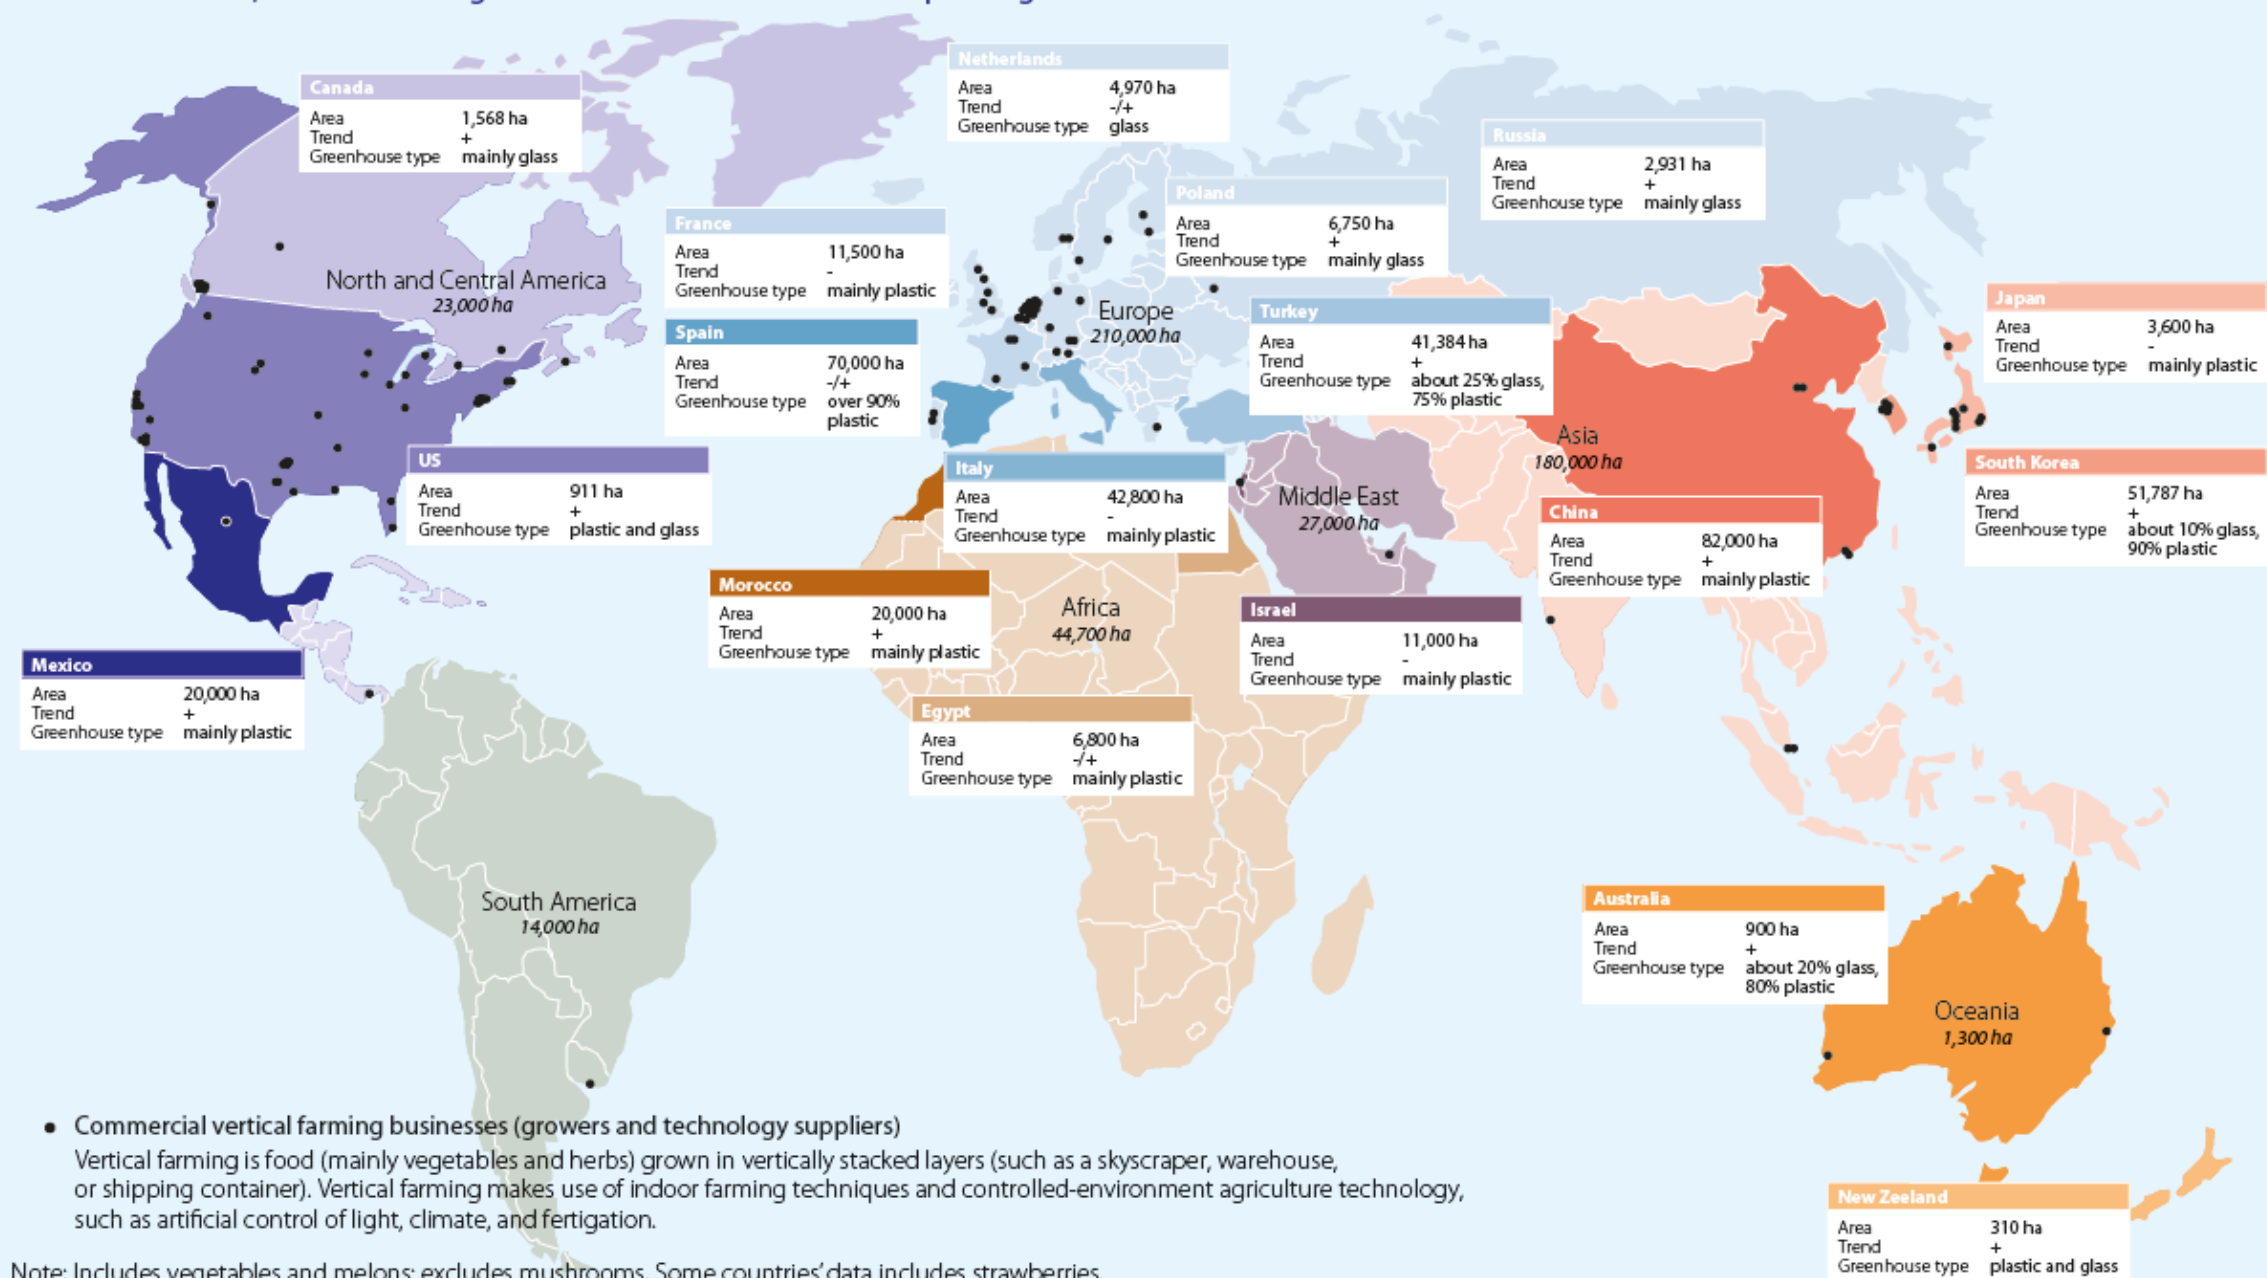 Canada
Area 1,568 ha
Trend +
Greenhouse type mainly glass
Netherlands
Area 4,970 ha
Trend -/+
Greenhouse type glass
Russia
Area 2,931 ha
Trend +
Greenhouse type mainly glass
Poland
Area 6,750 ha
Trend +
Greenhouse type mainly glass
France
Area 11,500 ha
Trend -
Greenhouse type mainly plastic
North and Central America
23,000 ha
Europe
210,000 ha
Spain
Area 70,000 ha
Trend -/+
Greenhouse type over 90%
plastic
Turkey
Area 41,384 ha
Trend +
Greenhouse type about 25% glass,
75% plastic
Japan
Area 3,600 ha
Trend -
Greenhouse type mainly plastic
Asia
180,000 ha
US
Area 911 ha
Trend +
Greenhouse type plastic and glass
Italy
Area 42,800 ha
Trend -
Greenhouse type mainly plastic
Middle East
27,000 ha
South Korea
Area 51,787 ha
Trend +
Greenhouse type about 10% glass,
90% plastic
China
Area 82,000 ha
Trend +
Greenhouse type mainly plastic
Morocco
Area 20,000 ha
Trend +
Greenhouse type mainly plastic
Africa
44,700 ha
Israel
Area 11,000 ha
Trend -
Greenhouse type mainly plastic
Mexico
Area 20,000 ha
Trend +
Greenhouse type mainly plastic
Egypt
Area 6,800 ha
Trend -/+
Greenhouse type mainly plastic
South America
14,000 ha
Australia
Area 900 ha
Trend +
Greenhouse type about 20% glass,
80% plastic
Oceania
1,300 ha
New Zeeland
Area 310 ha
Trend +
Greenhouse type plastic and glass
• Commercial vertical farming businesses (growers and technology suppliers)
Vertical farming is food (mainly vegetables and herbs) grown in vertically stacked layers (such as a skyscraper, warehouse,
or shipping container). Vertical farming makes use of indoor farming techniques and controlled-environment agriculture technology,
such as artificial control of light, climate, and fertigation.
Note: Includes vegetables and melons; excludes mushrooms. Some countries' data includes strawberries.